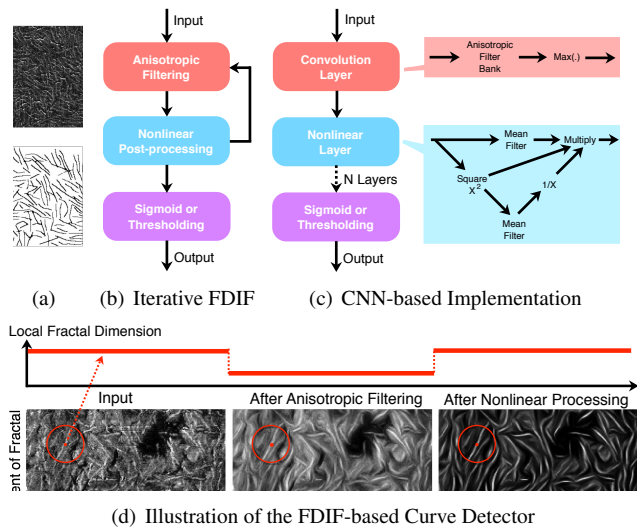 Input
Anisotropic
Filtering
Nonlinear
Post-processing
Sigmoid or
Thresholding
Output
Input
Convolution
Layer
Nonlinear
Layer
N Layers
Sigmoid or
Thresholding
Output
Anisotropic
Filter
Bank
Max(.)
Mean
Filter
Multiply
Square
X²
1/X
Mean
Filter
(a) (b) Iterative FDIF (c) CNN-based Implementation
Local Fractal Dimension
Input After Anisotropic Filtering After Nonlinear Processing
ent of Fractal
(d) Illustration of the FDIF-based Curve Detector